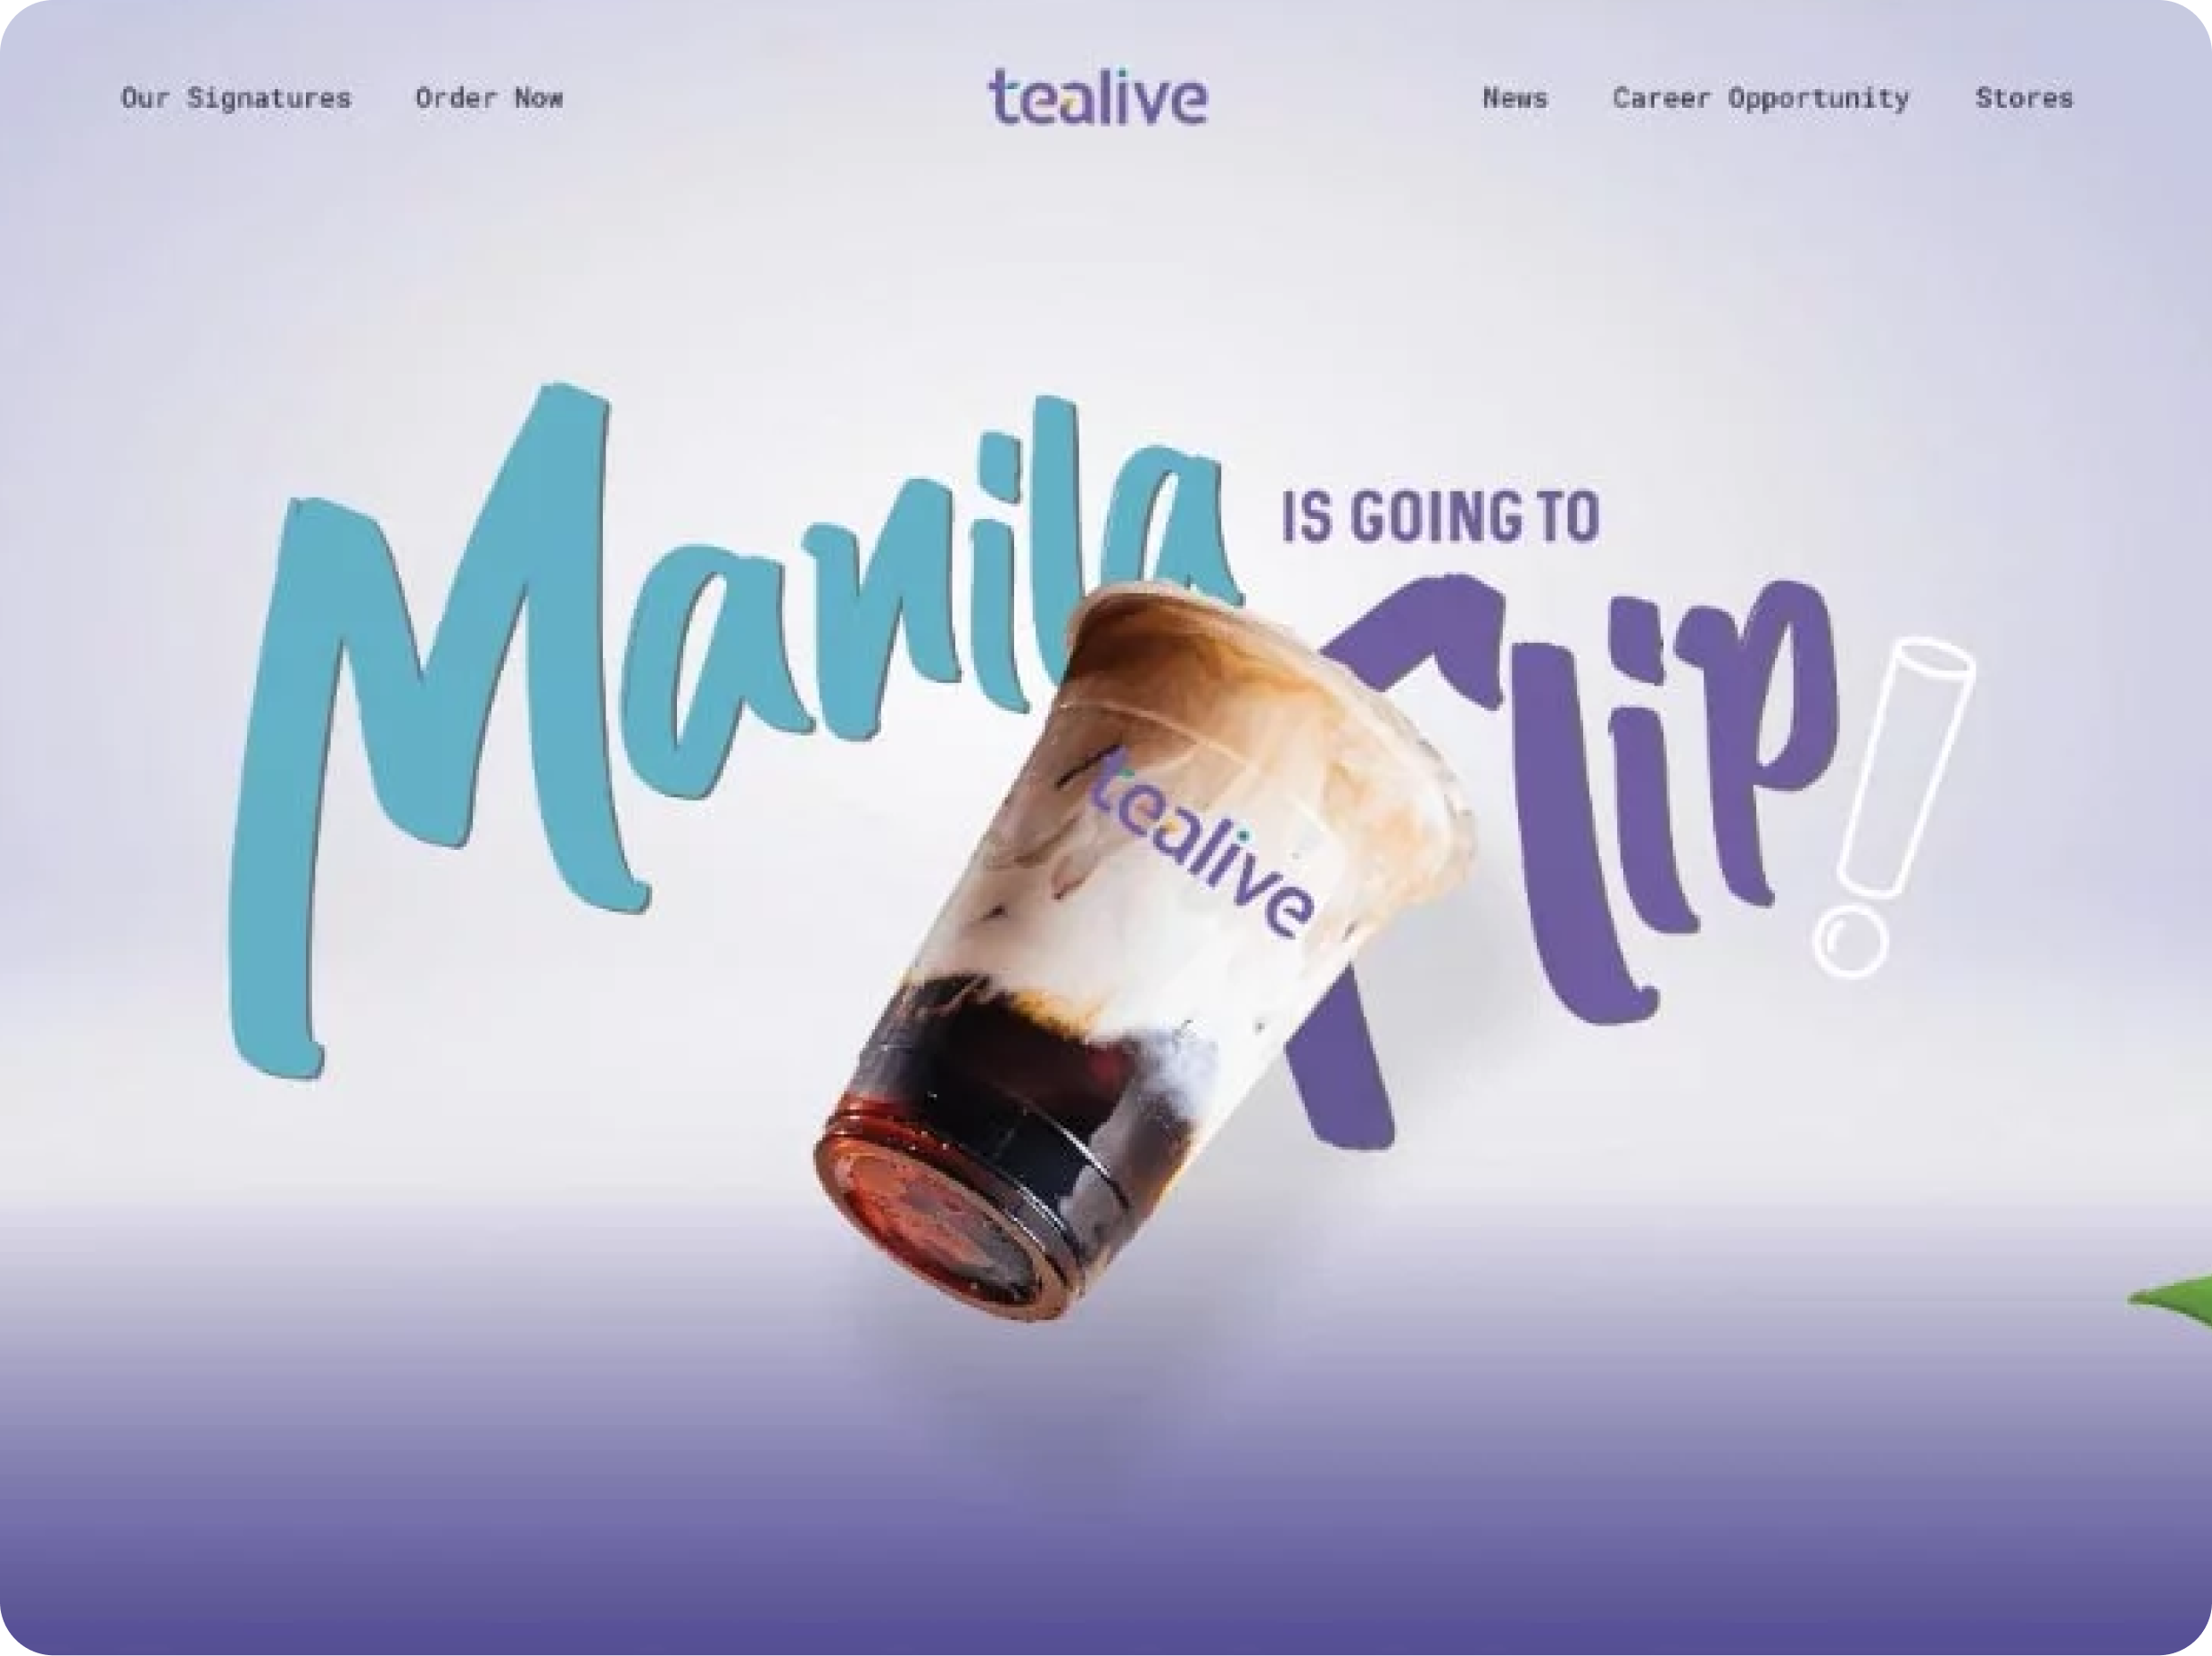 Our Signatures
Order Now
tealive
News
Career Opportunity
Stores
Manila
IS GOING TO
Flip!
tealive